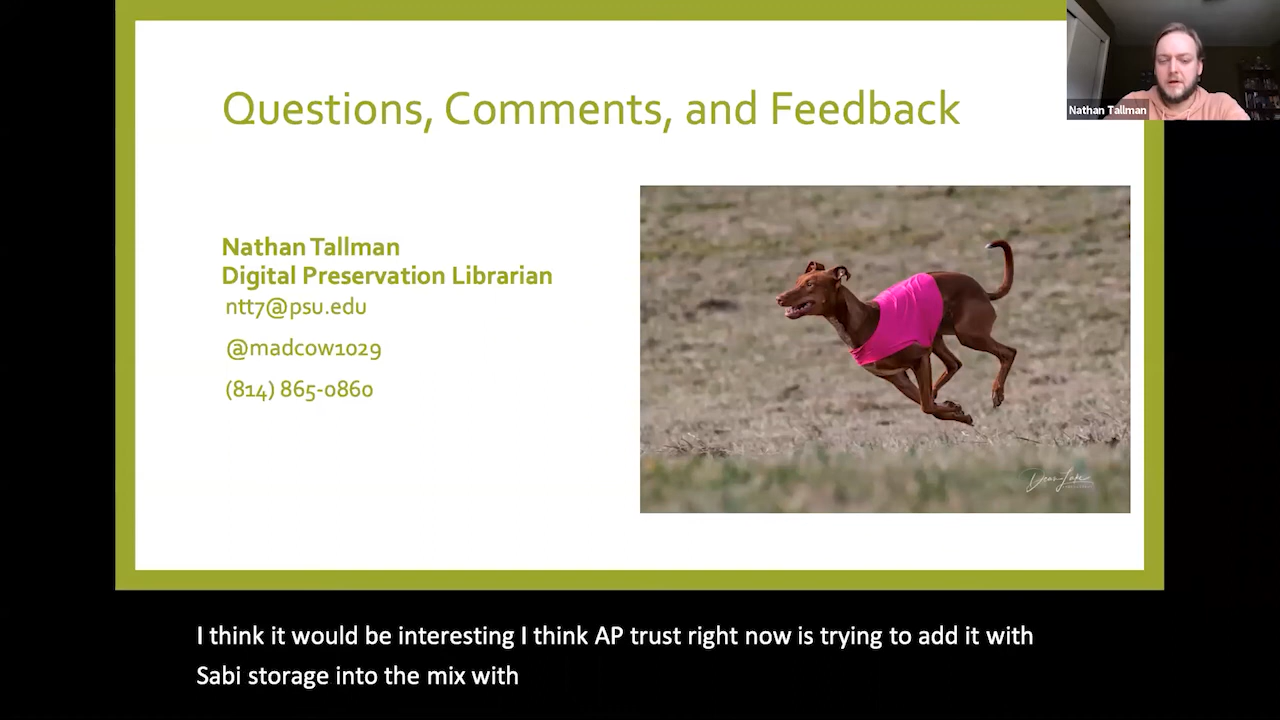 Questions, Comments, and Feedback
Nathan Tallman
Nathan Tallman
Digital Preservation Librarian
ntt7@psu.edu
@madcow1029
(814) 865-0860
I think it would be interesting I think AP trust right now is trying to add it with
Sabi storage into the mix with